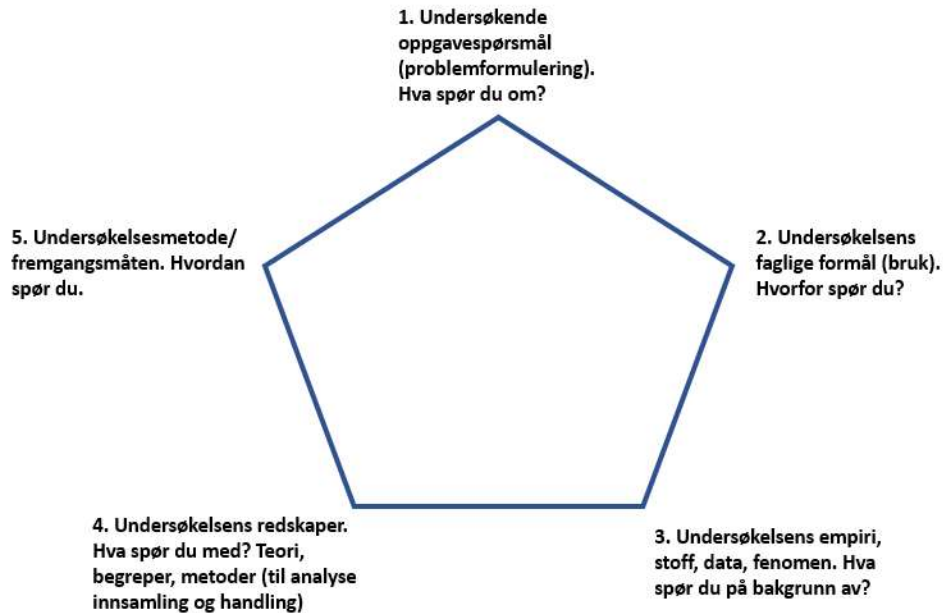 1. Undersøkende
oppgavespørsmål
(problemformulering).
Hva spør du om?
2. Undersøkelsens
faglige formål (bruk).
Hvorfor spør du?
3. Undersøkelsens empiri,
stoff, data, fenomen. Hva
spør du på bakgrunn av?
4. Undersøkelsens redskaper.
Hva spør du med? Teori,
begreper, metoder (til analyse
innsamling og handling)
5. Undersøkelsesmetode/
fremgangsmåten. Hvordan
spør du.